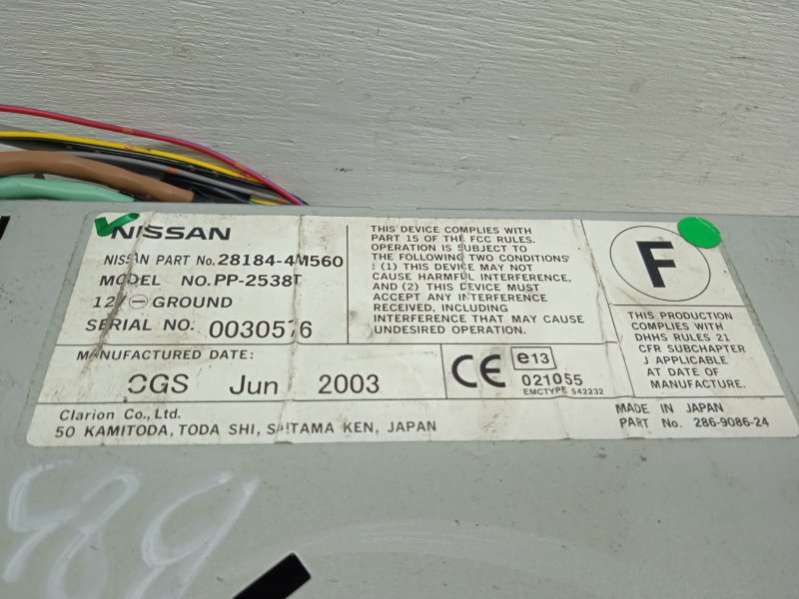 NISSAN
NISSAN PART No. 28184-4M560
MODEL NO. PP-2538T
12V ⊖ GROUND
SERIAL NO. 0030576
MANUFACTURED DATE:
Jun 2003
THIS DEVICE COMPLIES WITH
PART 15 OF THE FCC RULES.
OPERATION IS SUBJECT TO
THE FOLLOWING TWO CONDITIONS
: (1) THIS DEVICE MAY NOT
CAUSE HARMFUL INTERFERENCE,
AND (2) THIS DEVICE MUST
ACCEPT ANY INTERFERENCE
RECEIVED, INCLUDING
INTERFERENCE THAT MAY CAUSE
UNDESIRED OPERATION.
CE e13
021055
EMCTYPE 542232
F
THIS PRODUCTION
COMPLIES WITH
DHHS RULES 21
CFR SUBCHAPTER
J APPLICABLE
AT DATE OF
MANUFACTURE.
Clarion Co., Ltd.
50 KAMITODA, TODA SHI, SAITAMA KEN, JAPAN
MADE IN JAPAN
PART No. 286-9086-24